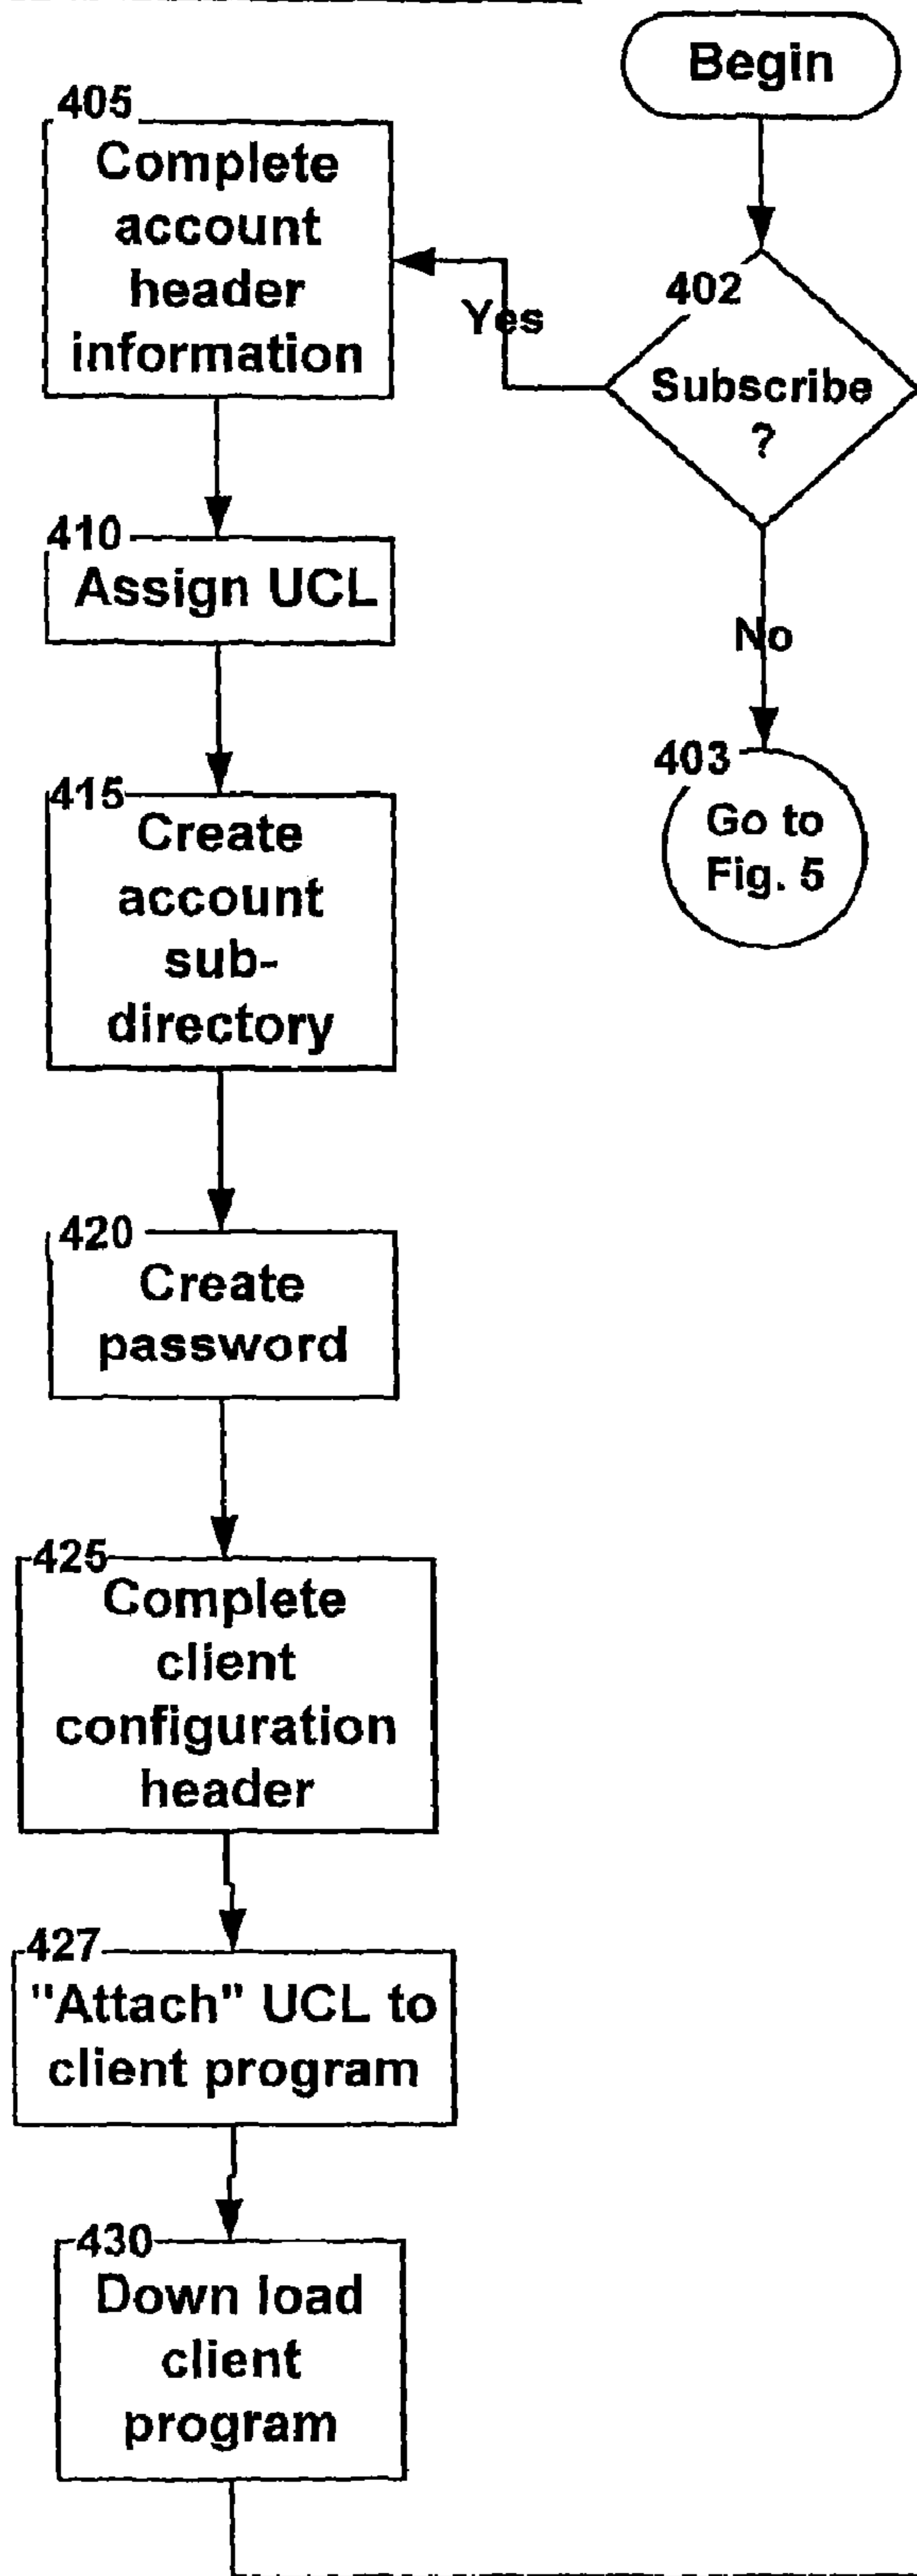 Begin
402
Subscribe
?
Yes
No
403
Go to
Fig. 5
405
Complete
account
header
information
410
Assign UCL
415
Create
account
sub-
directory
420
Create
password
425
Complete
client
configuration
header
427
"Attach" UCL to
client program
430
Down load
client
program